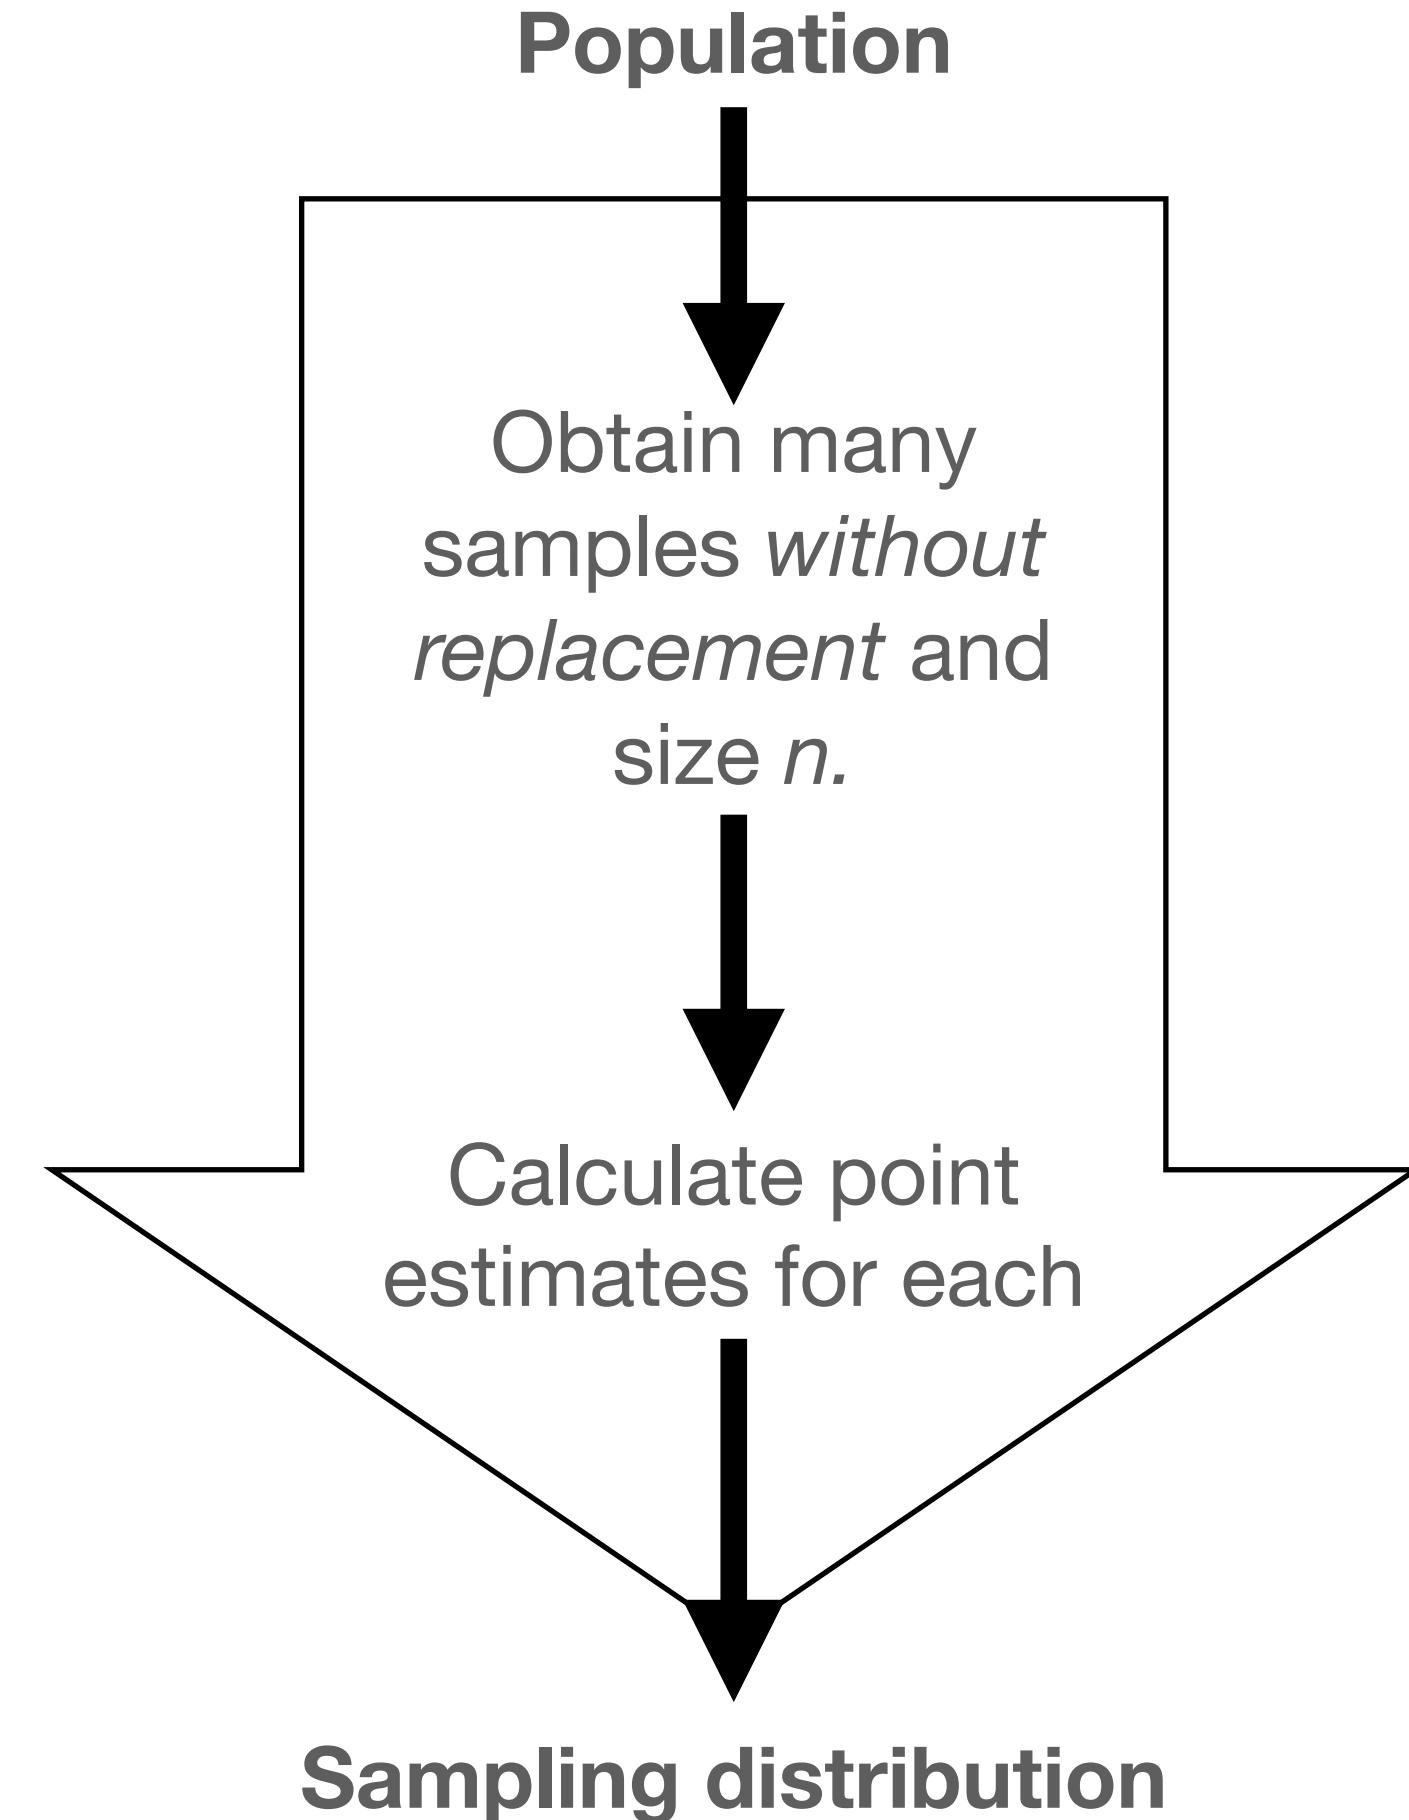 Population
Obtain many
samples without
replacement and
size n.
Calculate point
estimates for each
Sampling distribution